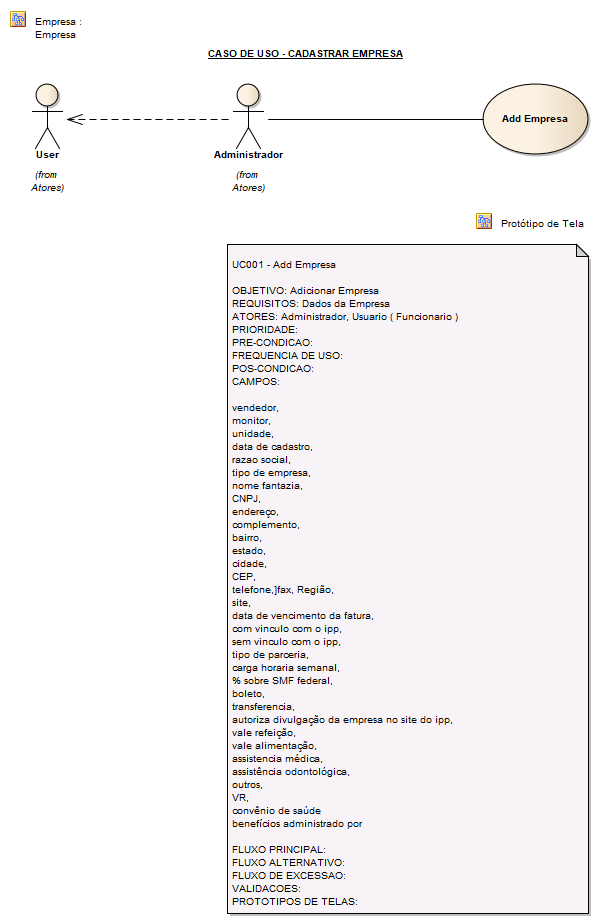 Empresa :
Empresa
CASO DE USO - CADASTRAR EMPRESA
Add Empresa
User
Administrador
(from
Atores)
(from
Atores)
Protótipo de Tela
UC001 - Add Empresa
OBJETIVO: Adicionar Empresa
REQUISITOS: Dados da Empresa
ATORES: Administrador, Usuario ( Funcionario )
PRIORIDADE:
PRE-CONDICAO:
FREQUENCIA DE USO:
POS-CONDICAO:
CAMPOS:
vendedor,
monitor,
unidade,
data de cadastro,
razao social,
tipo de empresa,
nome fantazia,
CNPJ,
endereço,
complemento,
bairro,
estado,
cidade,
CEP,
telefone,]fax, Região,
site,
data de vencimento da fatura,
com vinculo com o ipp,
sem vinculo com o ipp,
tipo de parceria,
carga horaria semanal,
% sobre SMF federal,
boleto,
transferencia,
autoriza divulgação da empresa no site do ipp,
vale refeição,
vale alimentação,
assistencia médica,
assistência odontológica,
outros,
VR,
convênio de saúde
benefícios administrado por
FLUXO PRINCIPAL:
FLUXO ALTERNATIVO:
FLUXO DE EXCESSAO:
VALIDACOES:
PROTOTIPOS DE TELAS: